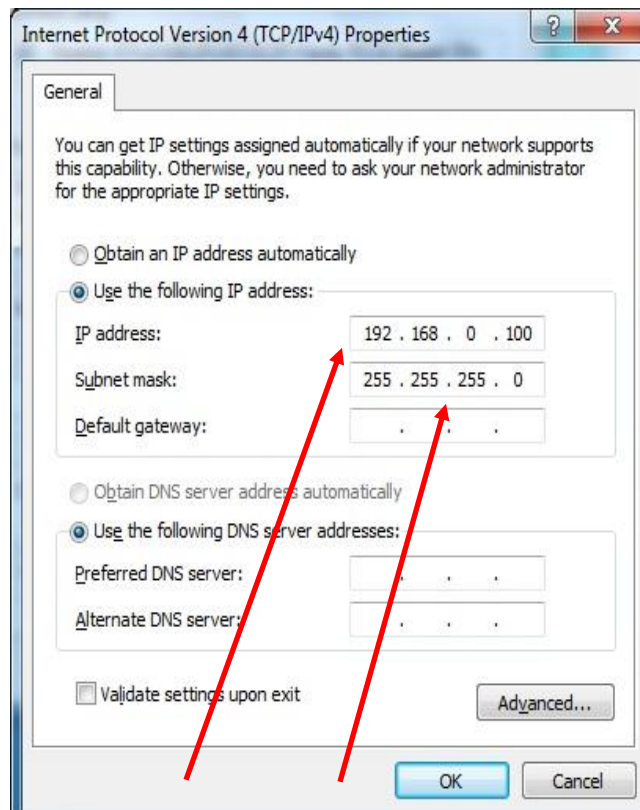 Internet Protocol Version 4 (TCP/IPv4) Properties
?
X
General
You can get IP settings assigned automatically if your network supports
this capability. Otherwise, you need to ask your network administrator
for the appropriate IP settings.
Obtain an IP address automatically
Use the following IP address:
IP address: 192 . 168 . 0 . 100
Subnet mask: 255 . 255 . 255 . 0
Default gateway: . . .
Obtain DNS server address automatically
Use the following DNS server addresses:
Preferred DNS server: . . .
Alternate DNS server: . . .
Validate settings upon exit
Advanced...
OK Cancel